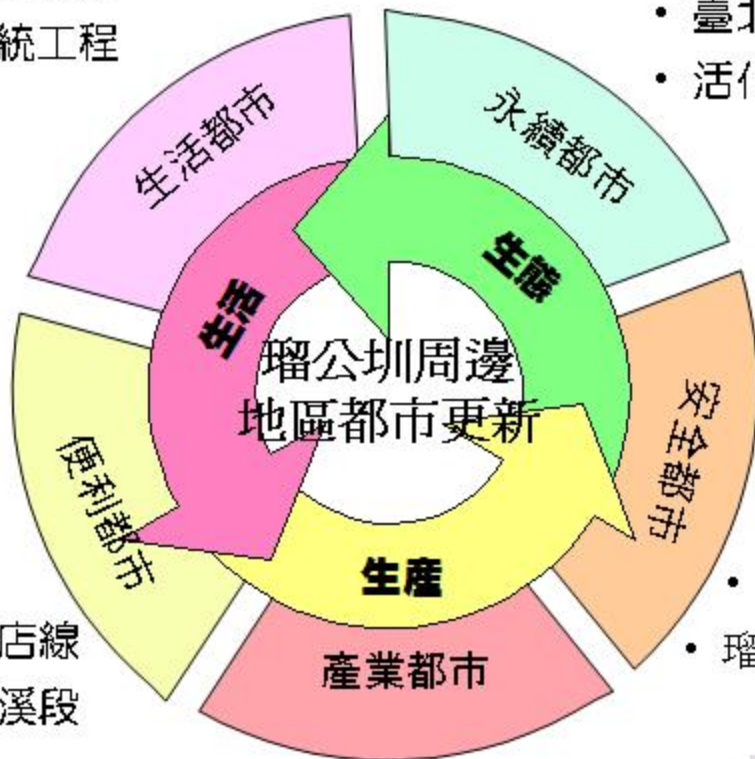 統工程
• 臺北
• 活化
生活都市
永續都市
生活
生態
瑠公圳周邊
地區都市更新
安全都市
便利都市
生產
產業都市
店線
溪段
•
• 瑠